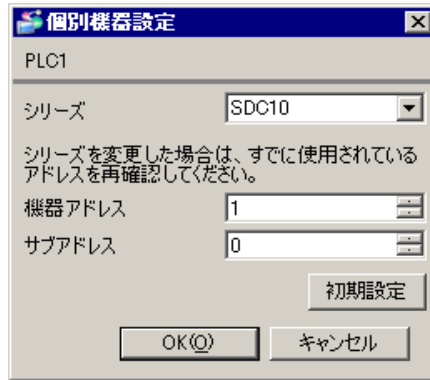 個別機器設定
PLC1
シリーズ SDC10
シリーズを変更した場合は、すでに使用されている
アドレスを再確認してください。
機器アドレス 1
サブアドレス 0
初期設定
OK(O) キャンセル